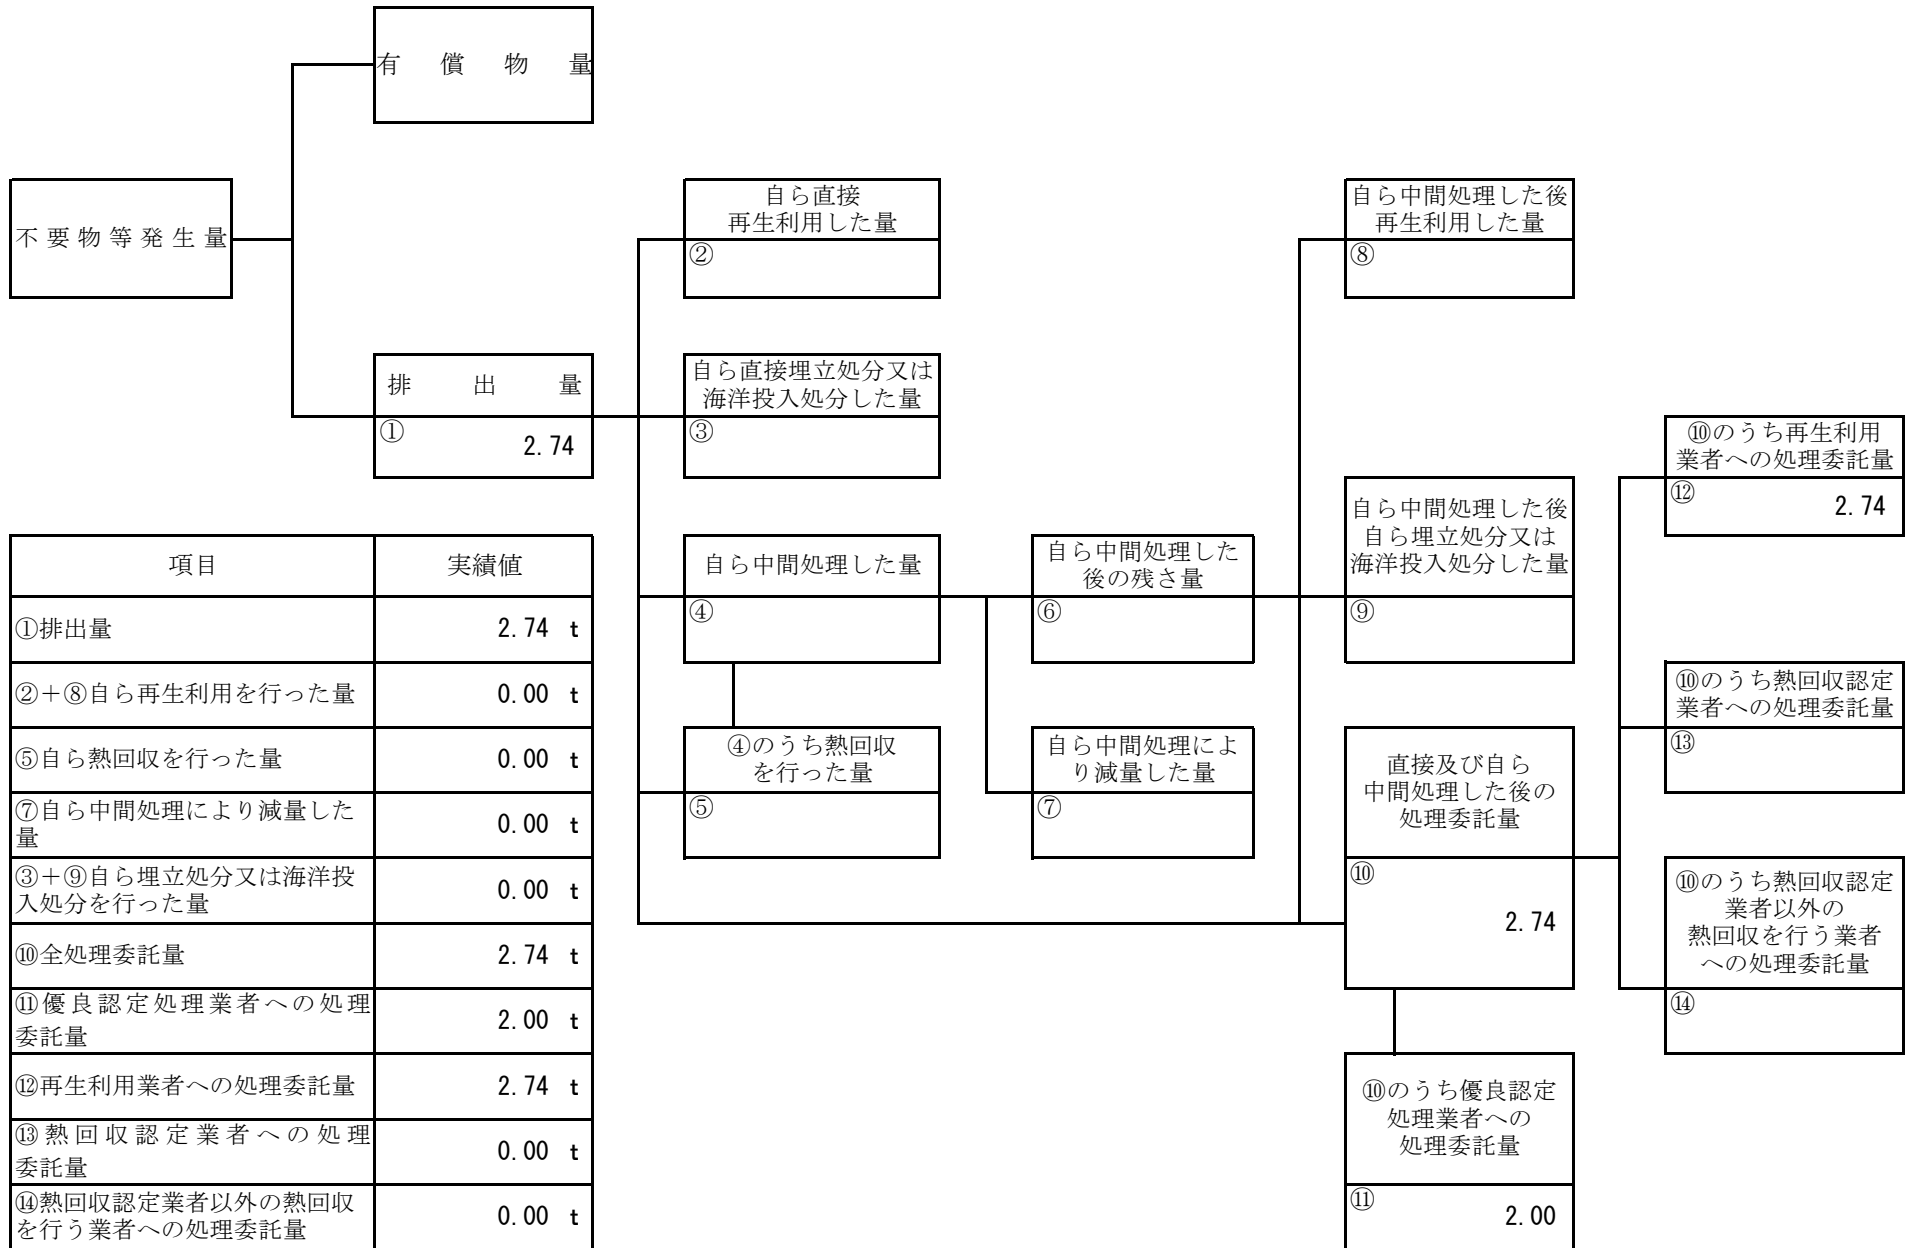 有償物量
不要物等発生量
排出量
① 2.74
自ら直接
再生利用した量
②
自ら直接埋立処分又は
海洋投入処分した量
③
自ら中間処理した量
④
④のうち熱回収
を行った量
⑤
自ら中間処理した
後の残さ量
⑥
自ら中間処理によ
り減量した量
⑦
自ら中間処理した後
再生利用した量
⑧
自ら中間処理した後
自ら埋立処分又は
海洋投入処分した量
⑨
直接及び自ら
中間処理した後の
処理委託量
⑩
2.74
⑩のうち優良認定
処理業者への
処理委託量
⑪
2.00
⑩のうち再生利用
業者への処理委託量
⑫ 2.74
⑩のうち熱回収認定
業者への処理委託量
⑬
⑩のうち熱回収認定
業者以外の
熱回収を行う業者
への処理委託量
⑭
項目 実績値
①排出量 2.74 t
②＋⑧自ら再生利用を行った量 0.00 t
⑤自ら熱回収を行った量 0.00 t
⑦自ら中間処理により減量した
量 0.00 t
③＋⑨自ら埋立処分又は海洋投
入処分を行った量 0.00 t
⑩全処理委託量 2.74 t
⑪優良認定処理業者への処理
委託量 2.00 t
⑫再生利用業者への処理委託量 2.74 t
⑬熱回収認定業者への処理
委託量 0.00 t
⑭熱回収認定業者以外の熱回収
を行う業者への処理委託量 0.00 t